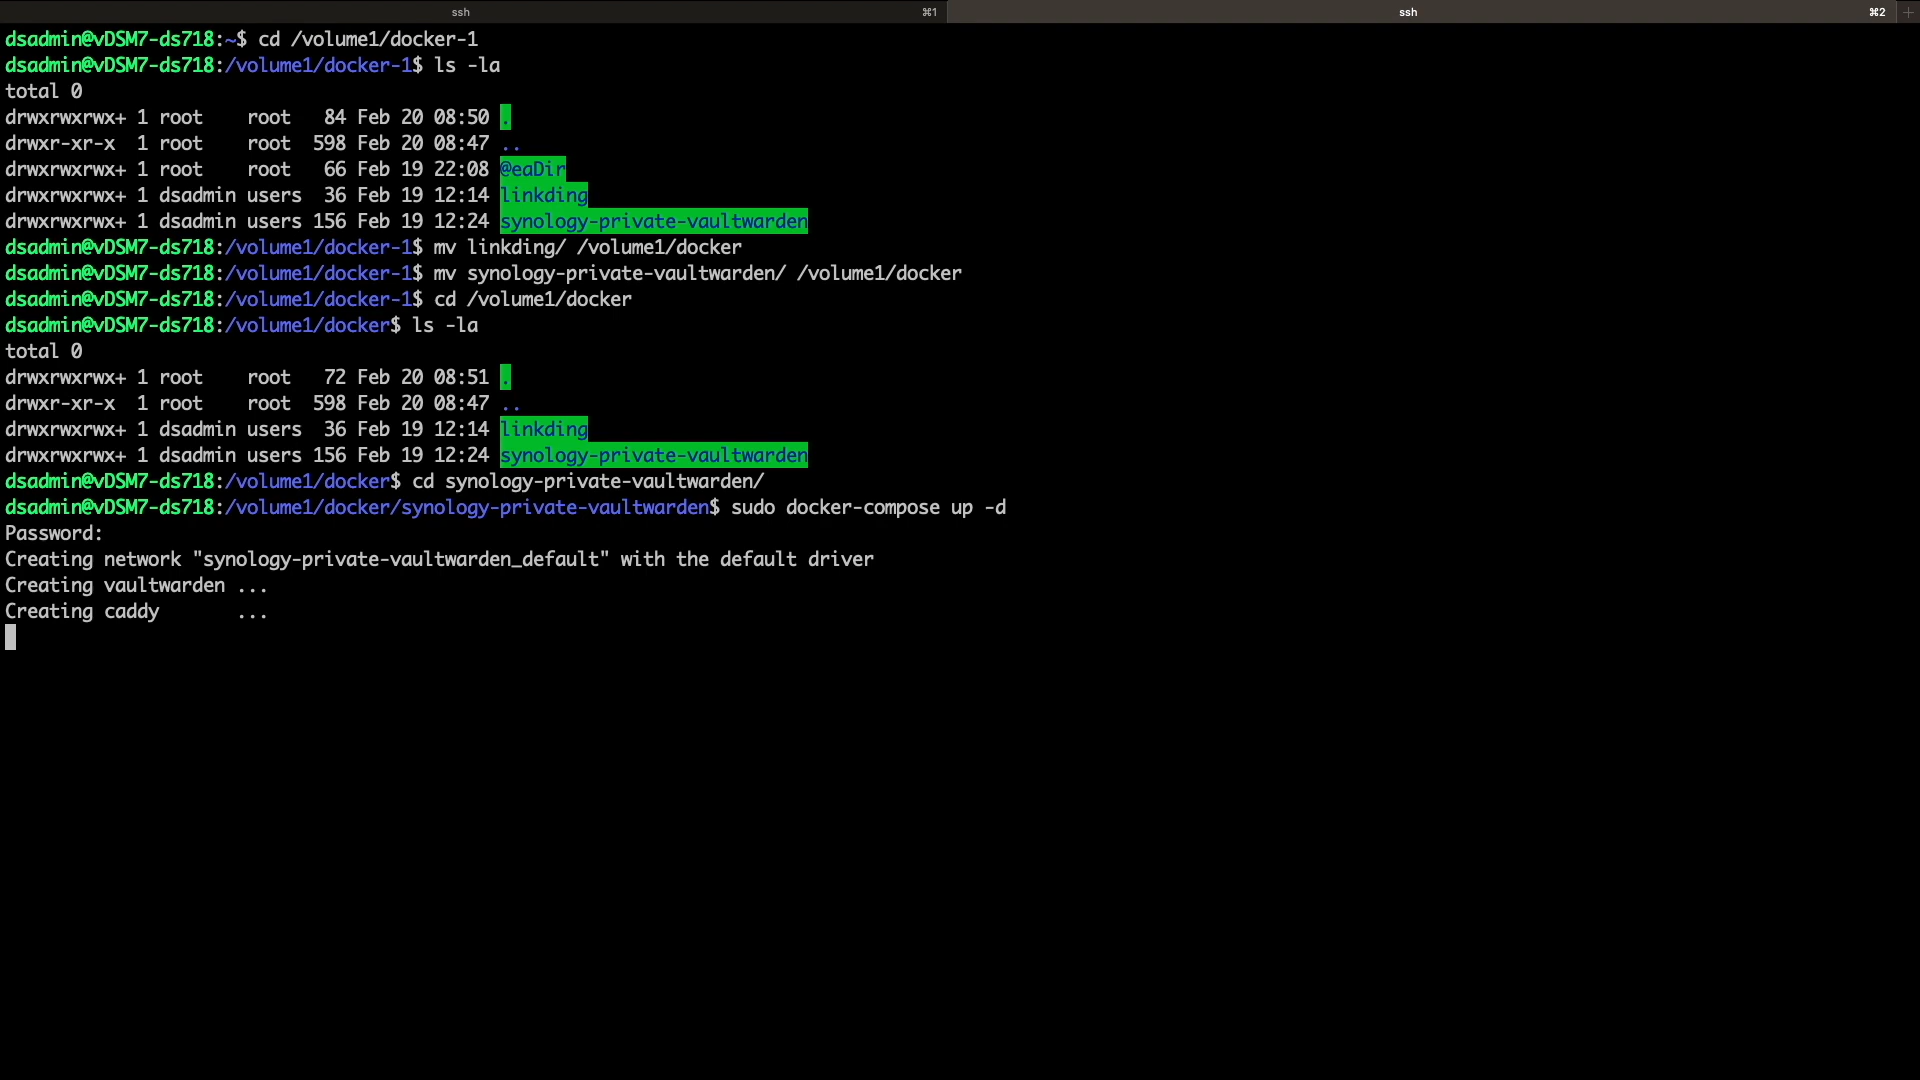 ssh ⌘1 ssh ⌘2 +
dsadmin@vDSM7-ds718:~$ cd /volume1/docker-1
dsadmin@vDSM7-ds718:/volume1/docker-1$ ls -la
total 0
drwxrwxrwx+ 1 root    root   84 Feb 20 08:50 .
drwxr-xr-x  1 root    root  598 Feb 20 08:47 ..
drwxrwxrwx+ 1 root    root   66 Feb 19 22:08 @eaDir
drwxrwxrwx+ 1 dsadmin users  36 Feb 19 12:14 linkding
drwxrwxrwx+ 1 dsadmin users 156 Feb 19 12:24 synology-private-vaultwarden
dsadmin@vDSM7-ds718:/volume1/docker-1$ mv linkding/ /volume1/docker
dsadmin@vDSM7-ds718:/volume1/docker-1$ mv synology-private-vaultwarden/ /volume1/docker
dsadmin@vDSM7-ds718:/volume1/docker-1$ cd /volume1/docker
dsadmin@vDSM7-ds718:/volume1/docker$ ls -la
total 0
drwxrwxrwx+ 1 root    root   72 Feb 20 08:51 .
drwxr-xr-x  1 root    root  598 Feb 20 08:47 ..
drwxrwxrwx+ 1 dsadmin users  36 Feb 19 12:14 linkding
drwxrwxrwx+ 1 dsadmin users 156 Feb 19 12:24 synology-private-vaultwarden
dsadmin@vDSM7-ds718:/volume1/docker$ cd synology-private-vaultwarden/
dsadmin@vDSM7-ds718:/volume1/docker/synology-private-vaultwarden$ sudo docker-compose up -d
Password:
Creating network "synology-private-vaultwarden_default" with the default driver
Creating vaultwarden ...
Creating caddy       ...